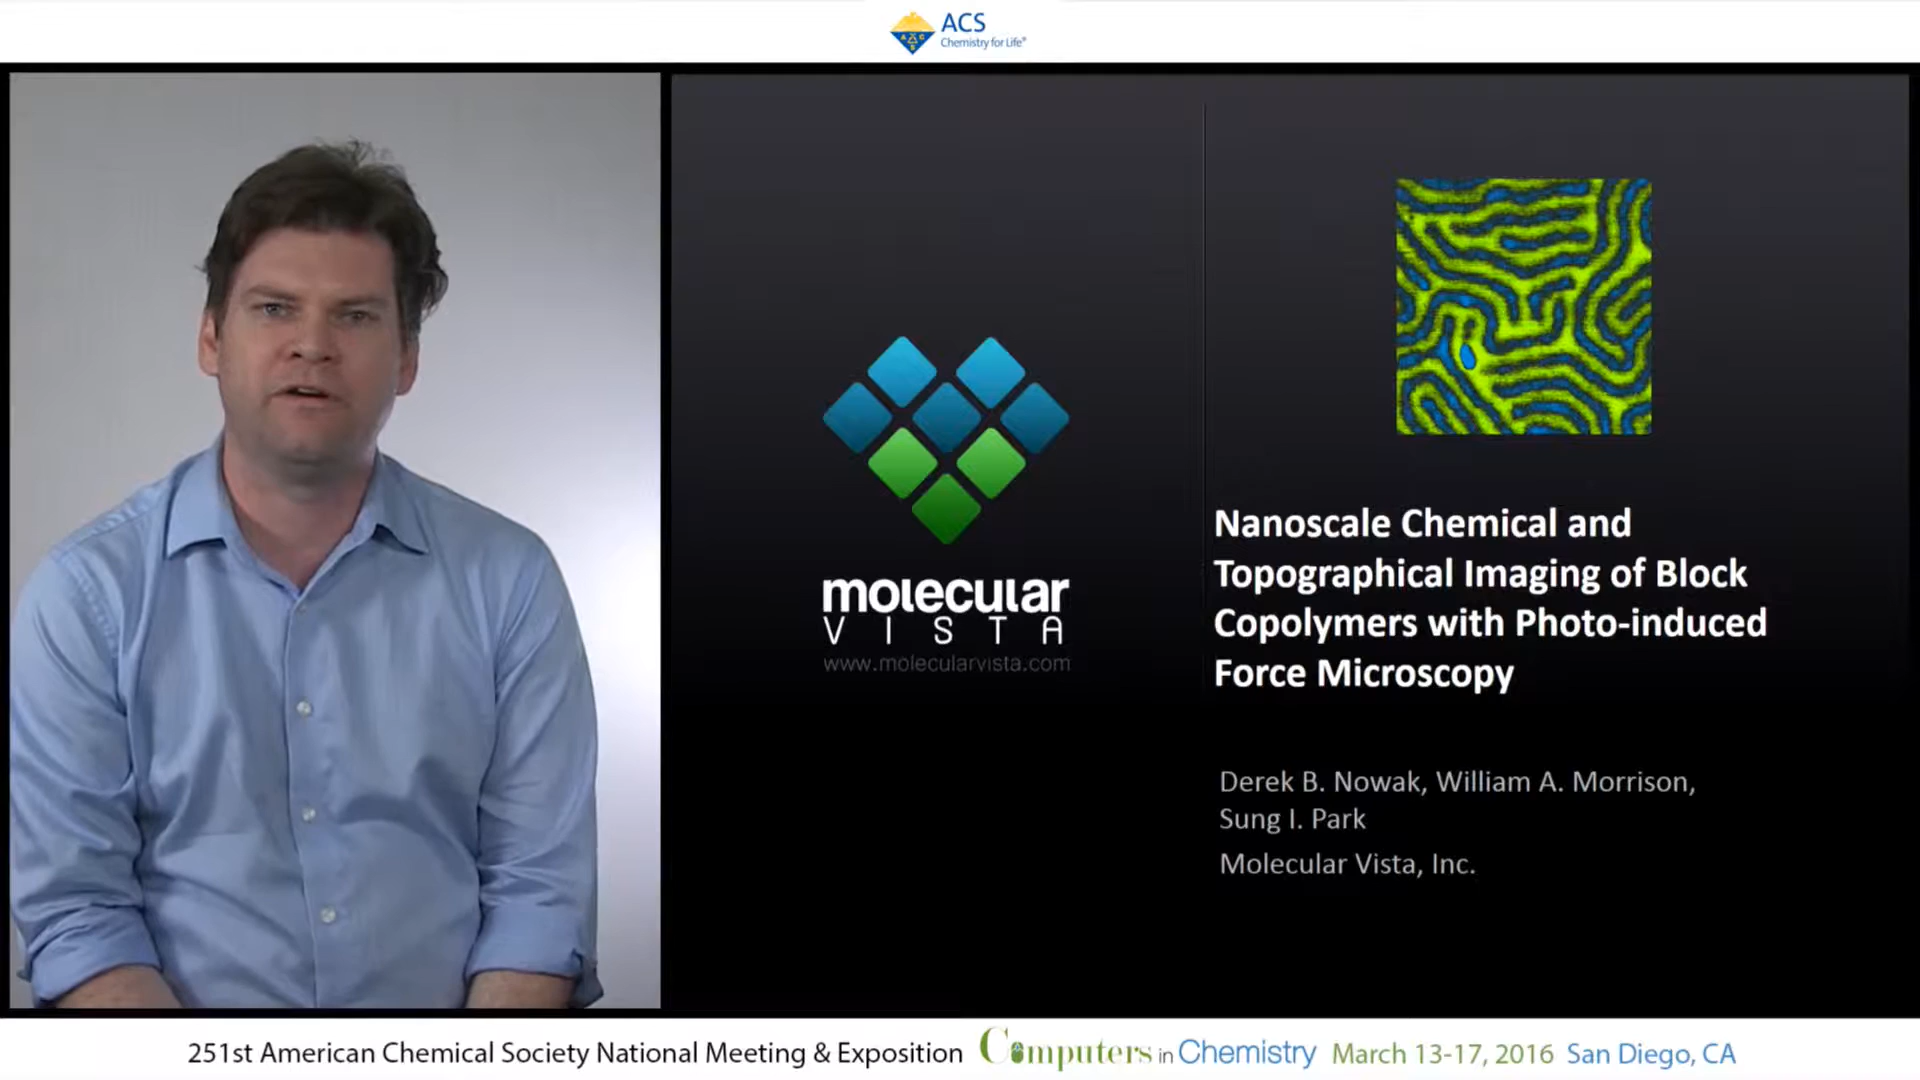 ACS
Chemistry for Life®
molecular
VISTA
www.molecularvista.com
Nanoscale Chemical and
Topographical Imaging of Block
Copolymers with Photo-induced
Force Microscopy
Derek B. Nowak, William A. Morrison,
Sung I. Park
Molecular Vista, Inc.
251st American Chemical Society National Meeting & Exposition Computers in Chemistry March 13-17, 2016 San Diego, CA